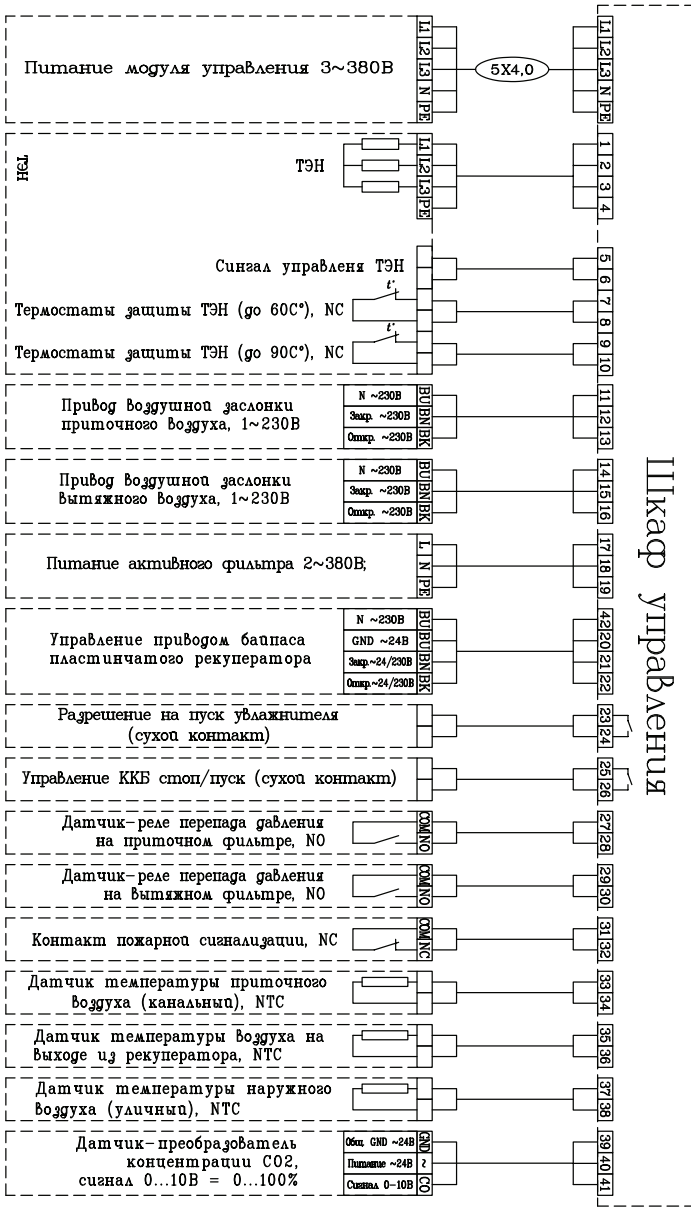 Питание модуля управления 3~380В
L1
L2
L3
N
PE
5Х4,0
L1
L2
L3
N
PE
ТЭН
ТЭН
L1
L2
L3
PE
1
2
3
4
Сингал управленя ТЭН
5
6
t°
Термостаты защиты ТЭН (до 60С°), NC
7
8
t°
Термостаты защиты ТЭН (до 90С°), NC
9
10
Привод воздушной заслонки
приточного воздуха, 1~230В
N ~230В
Закр. ~230В
Откр. ~230В
BU
BN
BK
11
12
13
Привод воздушной заслонки
вытяжного воздуха, 1~230В
N ~230В
Закр. ~230В
Откр. ~230В
BU
BN
BK
14
15
16
Питание активного фильтра 2~380В;
L
N
PE
17
18
19
Управление приводом байпаса
пластинчатого рекуператора
N ~230В
GND ~24В
Закр.~24/230В
Откр.~24/230В
BU
BU
BN
BK
42
20
21
22
Разрешение на пуск увлажнителя
(сухой контакт)
23
24
Управление ККБ стоп/пуск (сухой контакт)
25
26
Датчик-реле перепада давления
на приточном фильтре, NO
COM
NO
27
28
Датчик-реле перепада давления
на вытяжном фильтре, NO
COM
NO
29
30
Контакт пожарной сигнализации, NC
COM
NC
31
32
Датчик температуры приточного
воздуха (канальный), NTC
33
34
Датчик температуры воздуха на
выходе из рекуператора, NTC
35
36
Датчик температуры наружного
воздуха (уличный), NTC
37
38
Датчик-преобразователь
концентрации СО2,
сигнал 0...10В = 0...100%
Общ. GND ~24В
Питание ~24В
Сигнал 0-10В
GND
~
CO
39
40
41
Шкаф управления